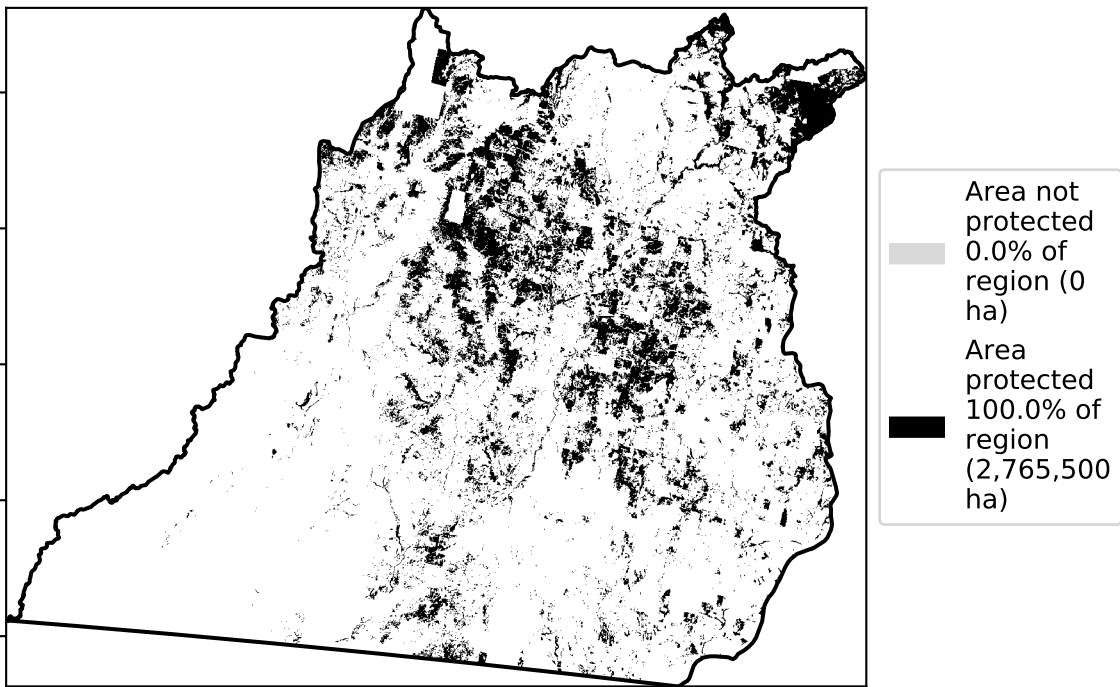 Area not
protected
0.0% of
region (0
ha)
Area
protected
100.0% of
region
(2,765,500
ha)